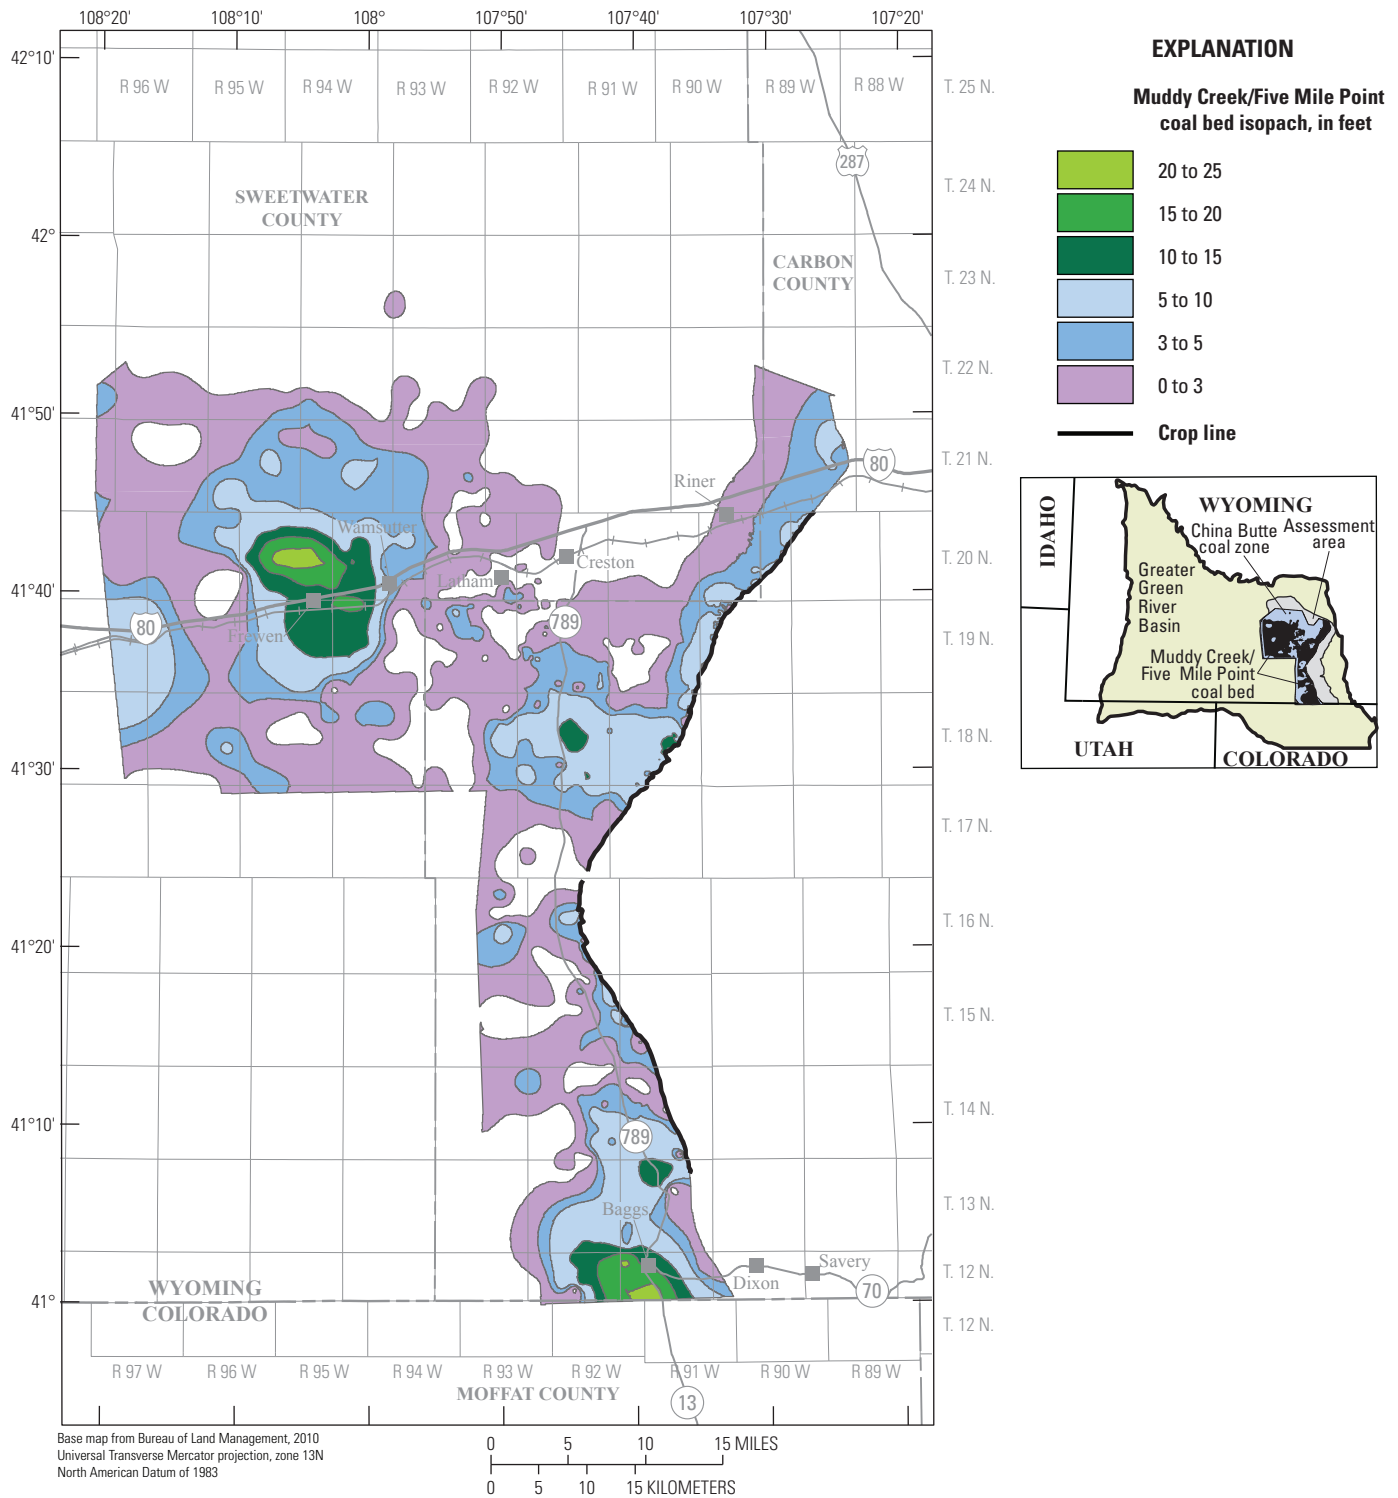 108°20'
108°10'
108°
107°50'
107°40'
107°30'
107°20'
42°10'
42°
41°50'
41°40'
41°30'
41°20'
41°10'
41°
R 96 W
R 95 W
R 94 W
R 93 W
R 92 W
R 91 W
R 90 W
R 89 W
R 88 W
T. 25 N.
T. 24 N.
T. 23 N.
T. 22 N.
T. 21 N.
T. 20 N.
T. 19 N.
T. 18 N.
T. 17 N.
T. 16 N.
T. 15 N.
T. 14 N.
T. 13 N.
T. 12 N.
T. 12 N.
287
SWEETWATER
COUNTY
CARBON
COUNTY
80
Riner
Wamsutter
Creston
Latham
789
80
Frewen
789
Baggs
Savery
Dixon
70
WYOMING
COLORADO
R 97 W
R 96 W
R 95 W
R 94 W
R 93 W
R 92 W
R 91 W
R 90 W
R 89 W
MOFFAT COUNTY
13
Base map from Bureau of Land Management, 2010
Universal Transverse Mercator projection, zone 13N
North American Datum of 1983
0 5 10 15 MILES
0 5 10 15 KILOMETERS
EXPLANATION
Muddy Creek/Five Mile Point
coal bed isopach, in feet
20 to 25
15 to 20
10 to 15
5 to 10
3 to 5
0 to 3
Crop line
IDAHO
WYOMING
China Butte
coal zone
Assessment
area
Greater
Green
River
Basin
Muddy Creek/
Five Mile Point
coal bed
UTAH
COLORADO